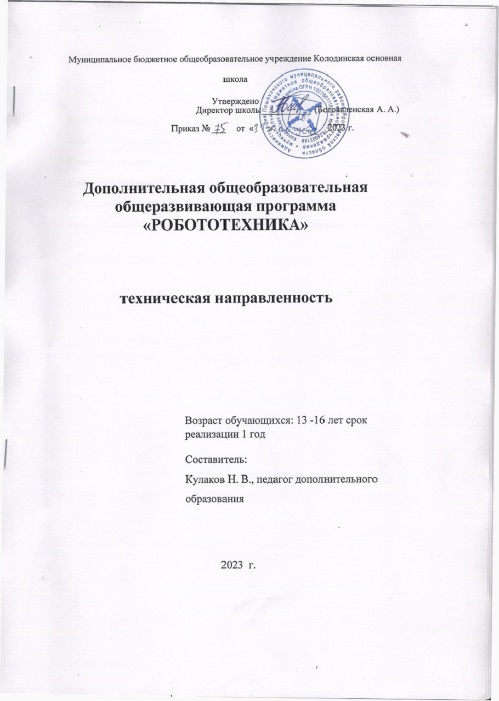 Муниципальное бюджетное общеобразовательное учреждение Колодинская основная
школа
Утверждено
Директор школы (Богоявленская А. А.)
Приказ № 75 от « 2023 г.
Дополнительная общеобразовательная
общеразвивающая программа
«РОБОТОТЕХНИКА»
техническая направленность
Возраст обучающихся: 13 -16 лет срок
реализации 1 год
Составитель:
Кулаков Н. В., педагог дополнительного
образования
2023 г.